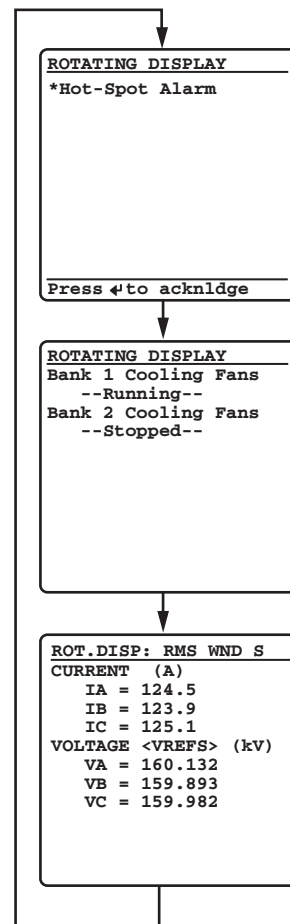 ROTATING DISPLAY
*Hot-Spot Alarm
Press ↵ to acknldge
ROTATING DISPLAY
Bank 1 Cooling Fans
--Running--
Bank 2 Cooling Fans
--Stopped--
ROT.DISP: RMS WND S
CURRENT (A)
IA = 124.5
IB = 123.9
IC = 125.1
VOLTAGE <VREFS> (kV)
VA = 160.132
VB = 159.893
VC = 159.982